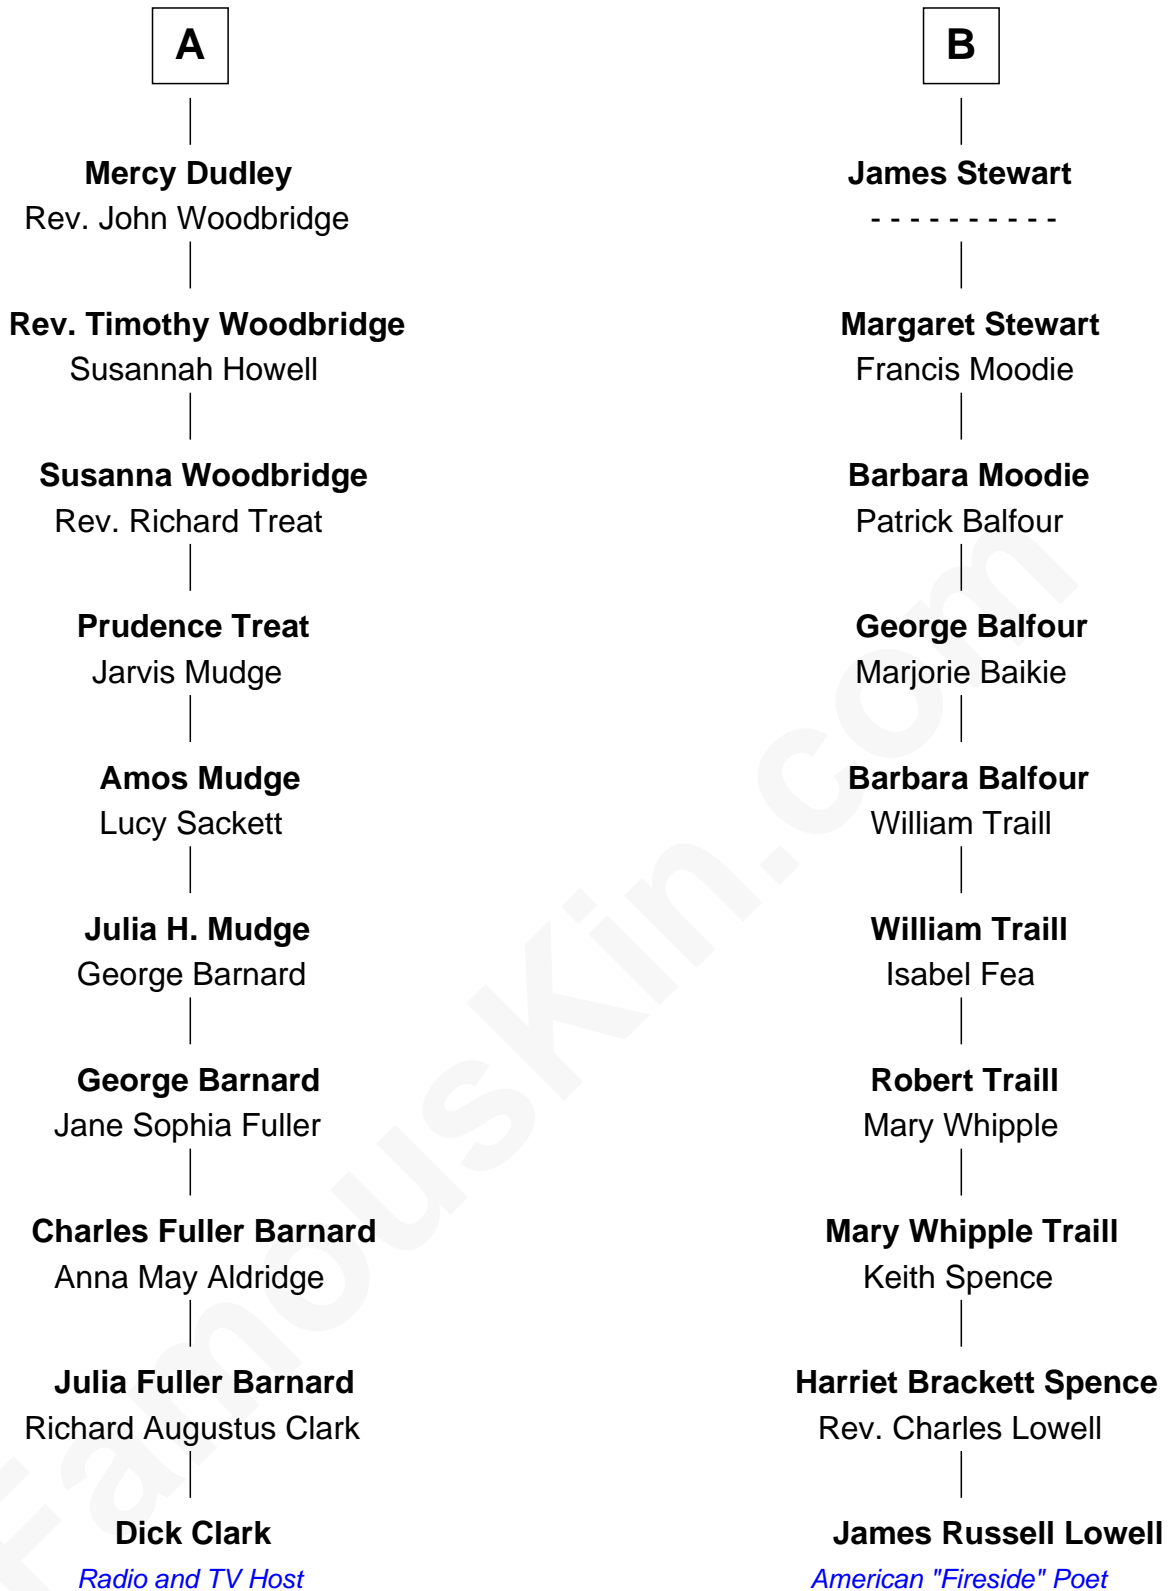 A
Mercy Dudley
Rev. John Woodbridge
Rev. Timothy Woodbridge
Susannah Howell
Susanna Woodbridge
Rev. Richard Treat
Prudence Treat
Jarvis Mudge
Amos Mudge
Lucy Sackett
Julia H. Mudge
George Barnard
George Barnard
Jane Sophia Fuller
Charles Fuller Barnard
Anna May Aldridge
Julia Fuller Barnard
Richard Augustus Clark
Dick Clark
Radio and TV Host
B
James Stewart
- - - - - - - - - -
Margaret Stewart
Francis Moodie
Barbara Moodie
Patrick Balfour
George Balfour
Marjorie Baikie
Barbara Balfour
William Traill
William Traill
Isabel Fea
Robert Traill
Mary Whipple
Mary Whipple Traill
Keith Spence
Harriet Brackett Spence
Rev. Charles Lowell
James Russell Lowell
American "Fireside" Poet
FamousKin.com